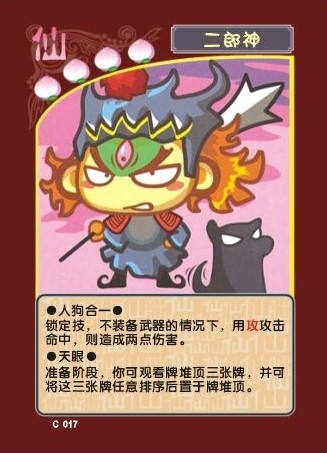 仙
二郎神
●人狗合一●
锁定技，不装备武器的情况下，用攻攻击
命中，则造成两点伤害。
●天眼●
准备阶段，你可观看牌堆顶三张牌，并可
将这三张牌任意排序后置于牌堆顶。
C 017